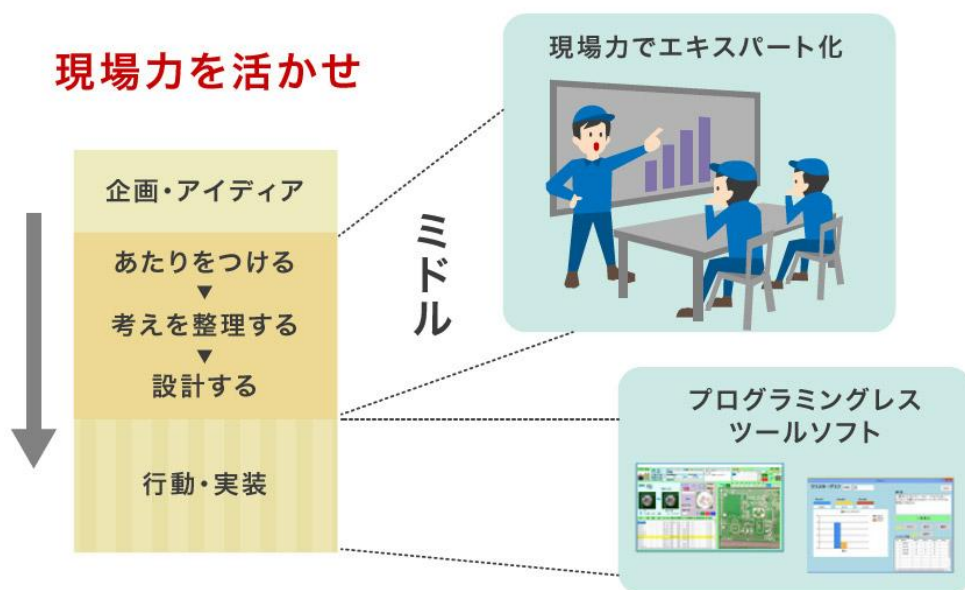 現場力を活かせ
企画・アイディア
あたりをつける
▼
考えを整理する
▼
設計する
行動・実装
ミドル
現場力でエキスパート化
プログラミングレス
ツールソフト